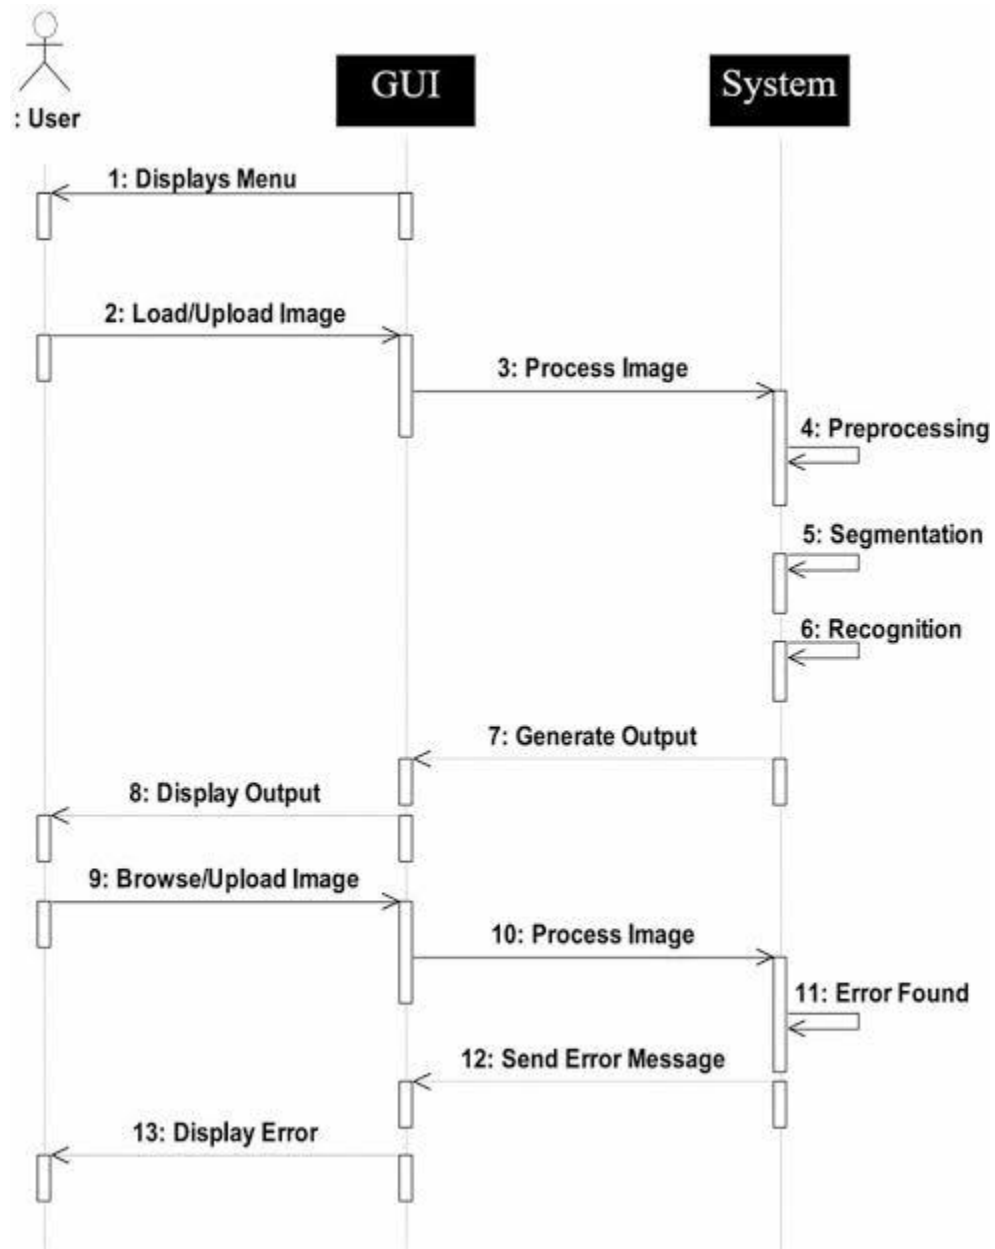 : User
GUI
System
1: Displays Menu
2: Load/Upload Image
3: Process Image
4: Preprocessing
5: Segmentation
6: Recognition
7: Generate Output
8: Display Output
9: Browse/Upload Image
10: Process Image
11: Error Found
12: Send Error Message
13: Display Error